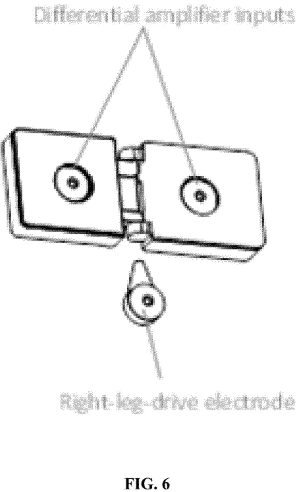 Differential amplifier inputs
Right-leg-drive electrode
FIG. 6